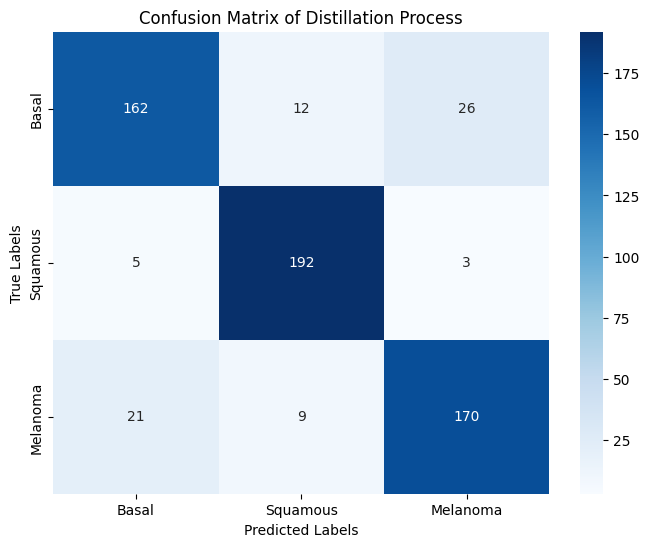 Confusion Matrix of Distillation Process
True Labels
Basal
162
12
26
Squamous
5
192
3
Melanoma
21
9
170
Basal
Squamous
Melanoma
Predicted Labels
175
150
125
100
75
50
25